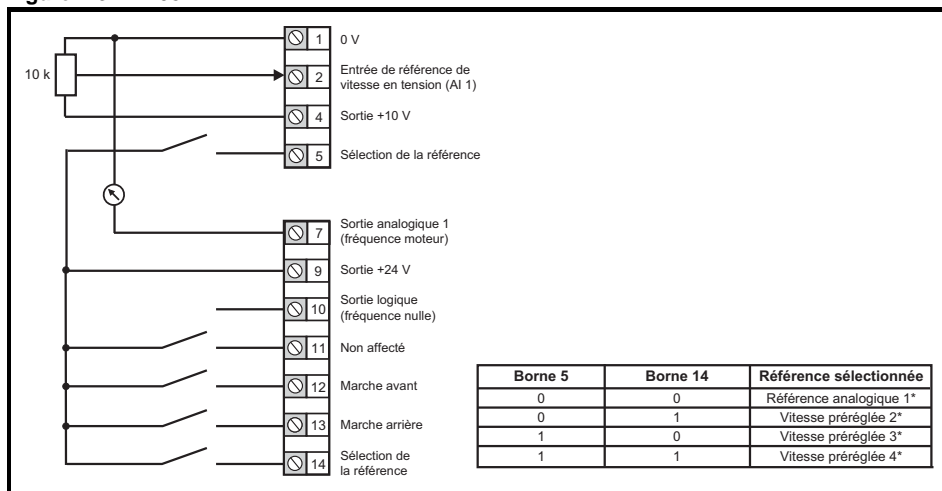 1 0 V
10 k
2 Entrée de référence de
vitesse en tension (AI 1)
4 Sortie +10 V
5 Sélection de la référence
7 Sortie analogique 1
(fréquence moteur)
9 Sortie +24 V
10 Sortie logique
(fréquence nulle)
11 Non affecté
12 Marche avant
13 Marche arrière
14 Sélection de
la référence
Borne 5 Borne 14 Référence sélectionnée
0 0 Référence analogique 1*
0 1 Vitesse préréglée 2*
1 0 Vitesse préréglée 3*
1 1 Vitesse préréglée 4*